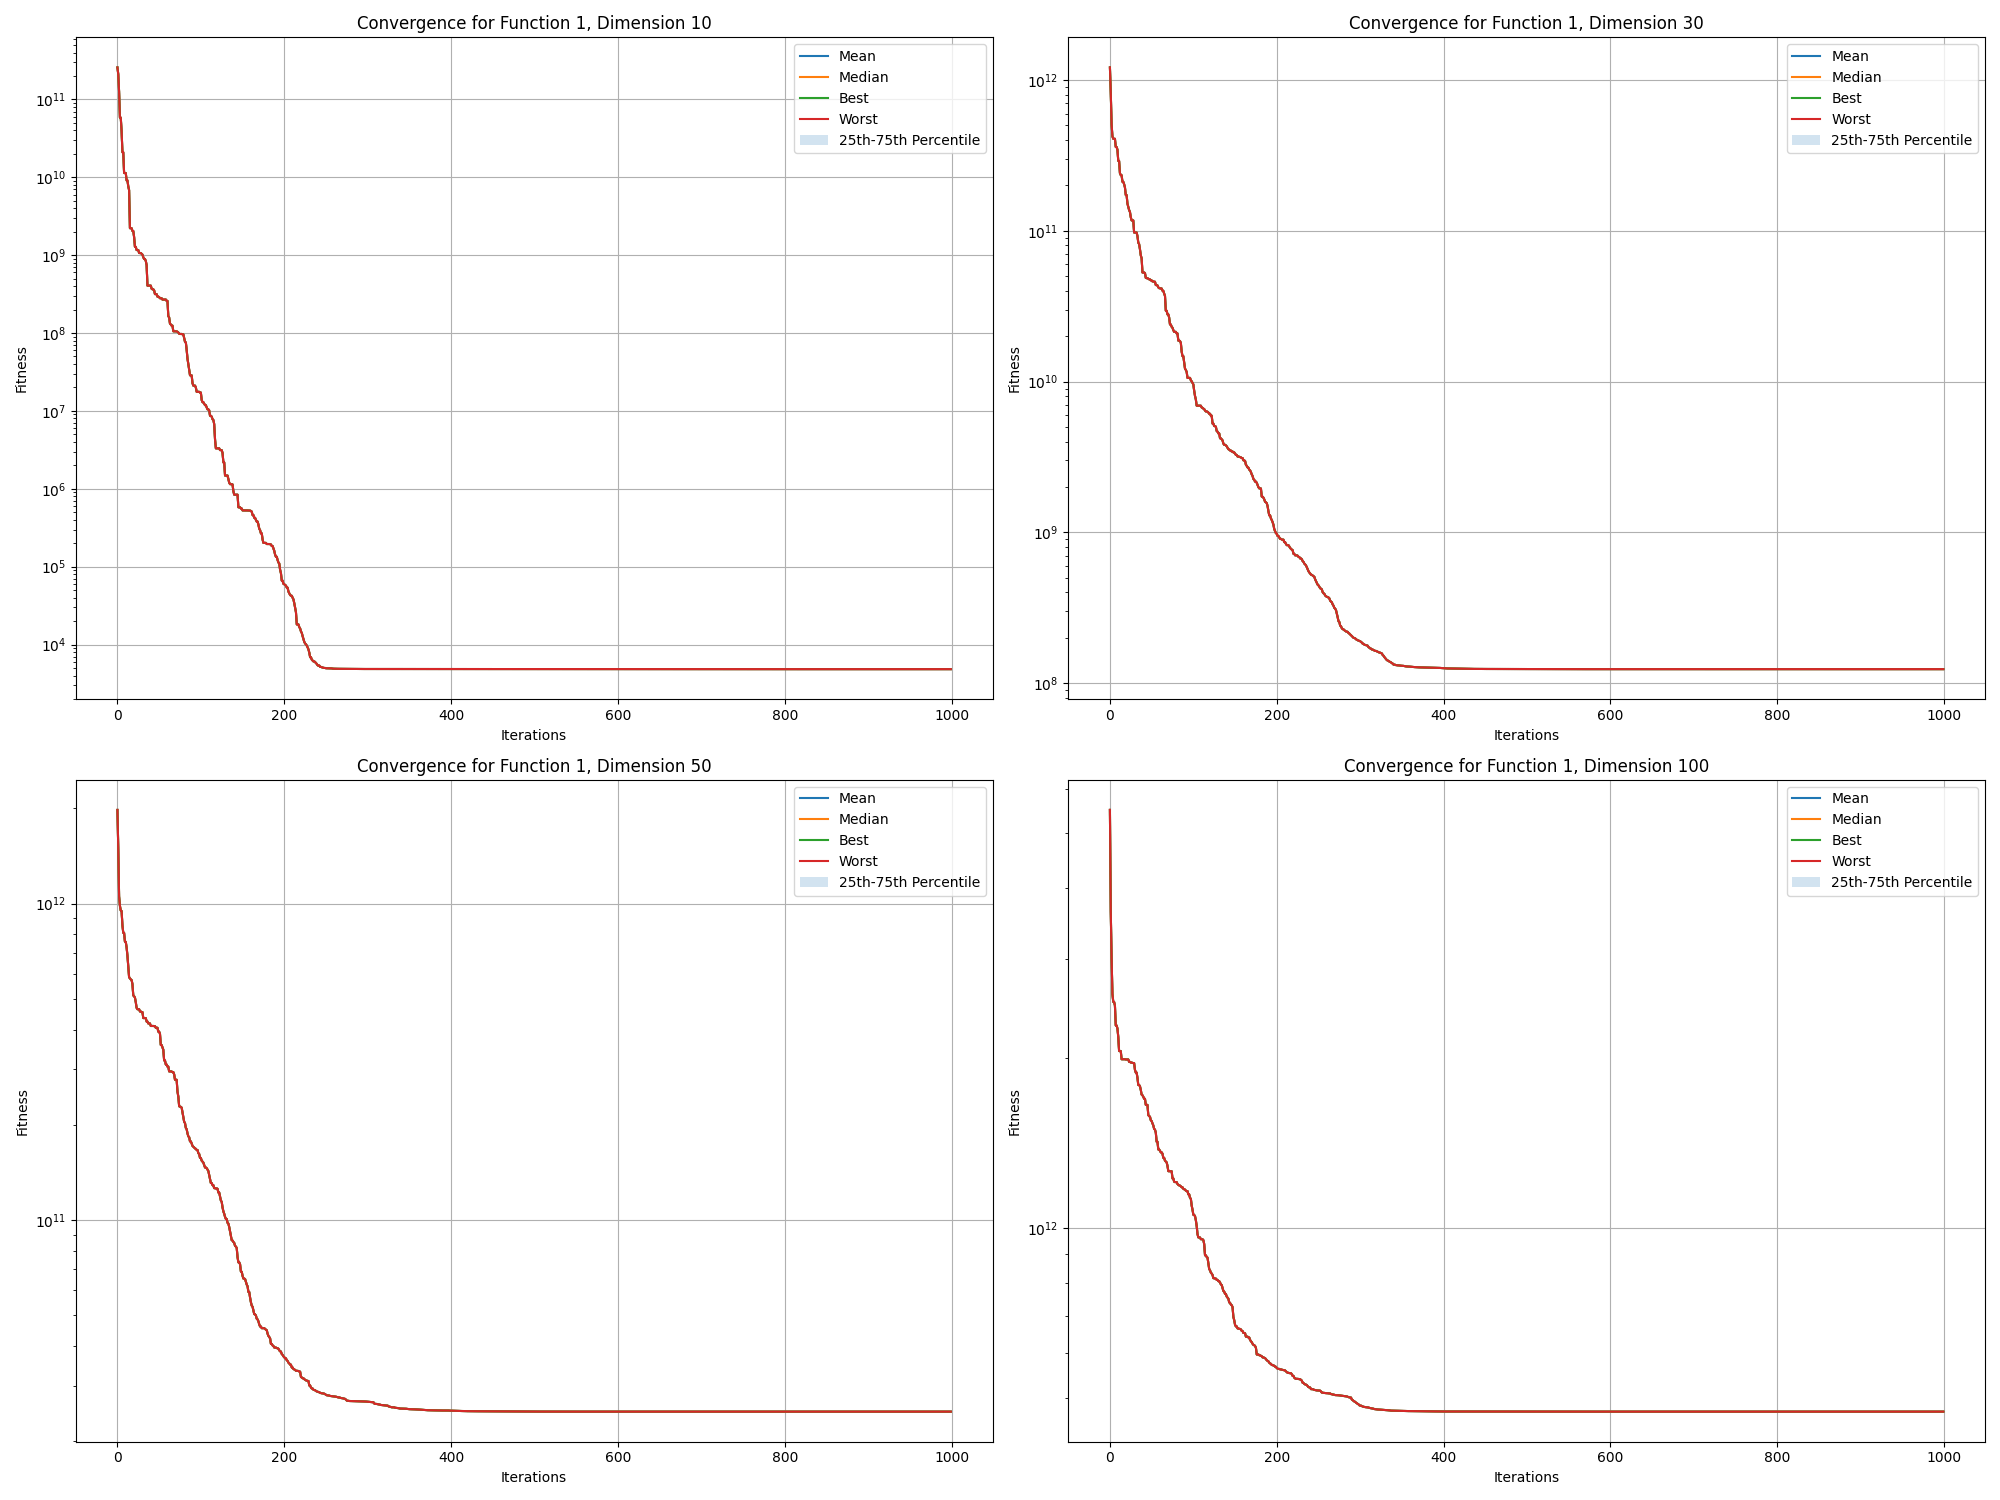 Convergence for Function 1, Dimension 10
Fitness
10^11
10^10
10^9
10^8
10^7
10^6
10^5
10^4
0 200 400 600 800 1000
Iterations
Mean
Median
Best
Worst
25th-75th Percentile
Convergence for Function 1, Dimension 30
Fitness
10^12
10^11
10^10
10^9
10^8
0 200 400 600 800 1000
Iterations
Mean
Median
Best
Worst
25th-75th Percentile
Convergence for Function 1, Dimension 50
Fitness
10^12
10^11
0 200 400 600 800 1000
Iterations
Mean
Median
Best
Worst
25th-75th Percentile
Convergence for Function 1, Dimension 100
Fitness
10^12
0 200 400 600 800 1000
Iterations
Mean
Median
Best
Worst
25th-75th Percentile